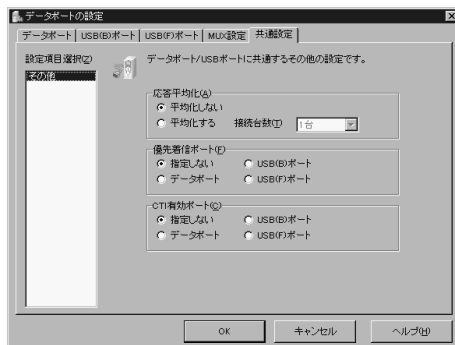 データポートの設定
データポート USB(B)ポート USB(F)ポート MUX設定 共通設定
設定項目選択(Z)
その他
データポート/USBポートに共通するその他の設定です。
応答平均化(A)
平均化しない
平均化する 接続台数(T) 1台
優先着信ポート(F)
指定しない USB(B)ポート
データポート USB(F)ポート
CTI有効ポート(C)
指定しない USB(B)ポート
データポート USB(F)ポート
OK キャンセル ヘルプ(H)